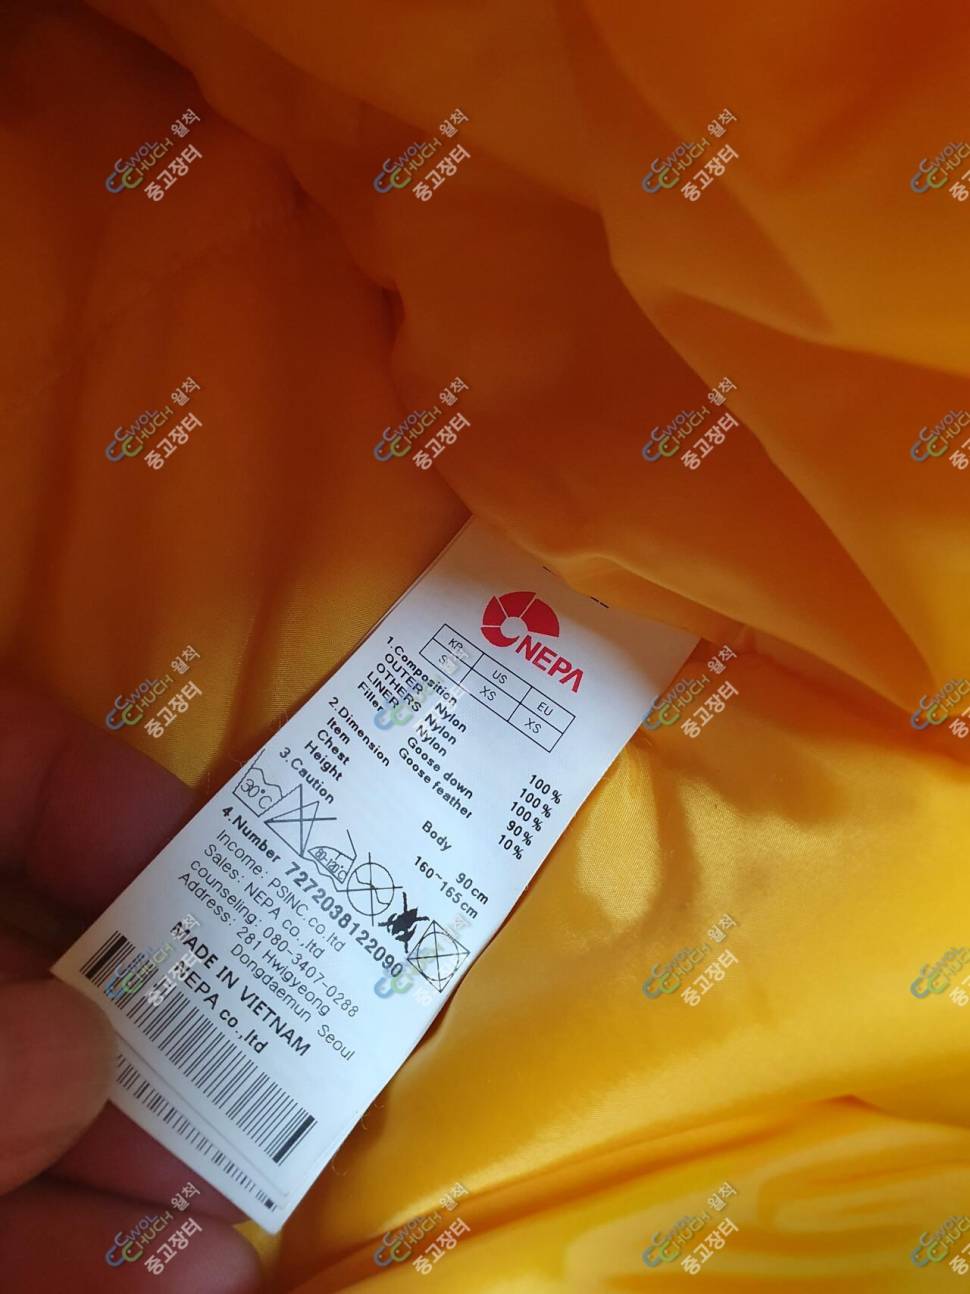 NEPA
KR US EU
S XS XS
1.Composition
OUTER Nylon 100%
OTHERS Nylon 100%
LINER Nylon 100%
Filler Goose down 90%
Goose feather 10%
2.Dimension
Item Body
Chest 90cm
Height 160~165cm
3.Caution
30℃
80-120℃
4.Number 7272038122090
Income: PSINC.co,ltd
Sales: NEPA co.,ltd
counseling: 080-3407-0288
Address: 281 Hwigyeong
Dongdaemun, Seoul
MADE IN VIETNAM
NEPA co.,ltd
CWOL CHUCH 월척 중고장터